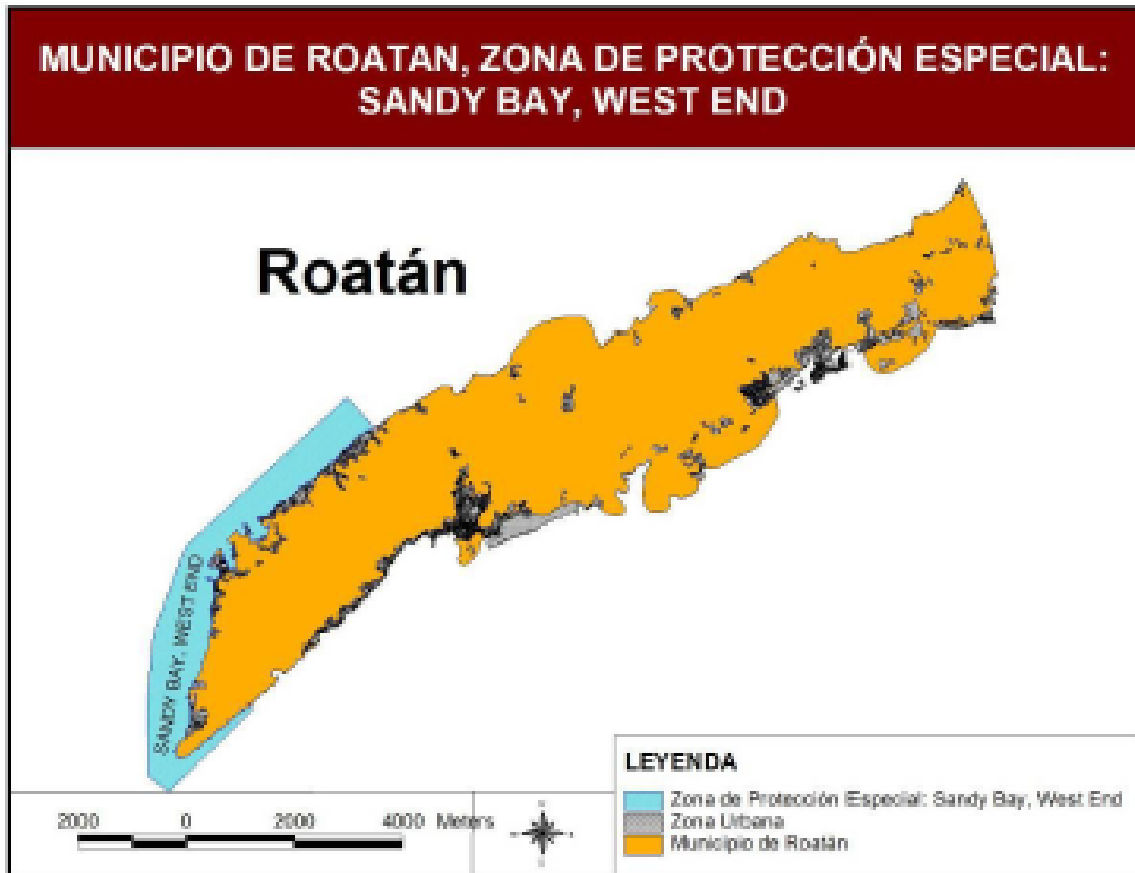 MUNICIPIO DE ROATAN, ZONA DE PROTECCIÓN ESPECIAL:
SANDY BAY, WEST END
Roatán
SANDY BAY, WEST END
LEYENDA
Zona de Protección Especial: Sandy Bay, West End
Zona Urbana
Municipio de Roatán
2000 0 2000 4000 Meters